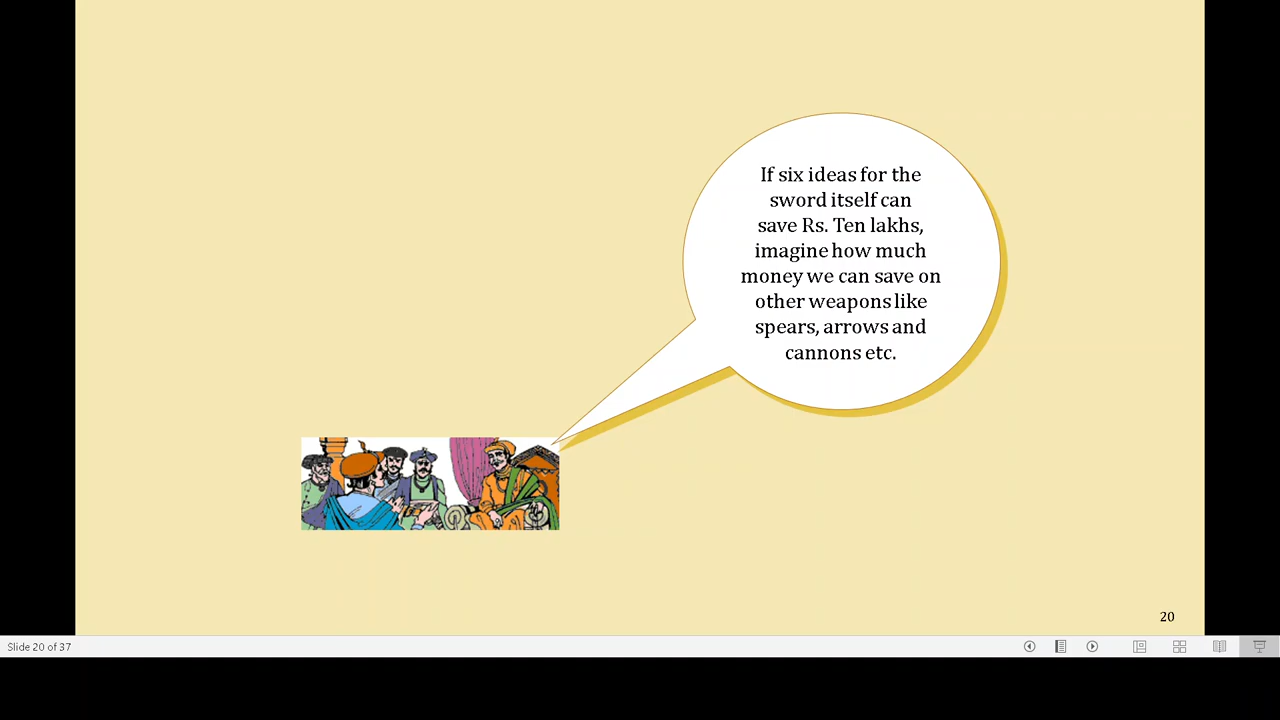 If six ideas for the
sword itself can
save Rs. Ten lakhs,
imagine how much
money we can save on
other weapons like
spears, arrows and
cannons etc.
20
Slide 20 of 37